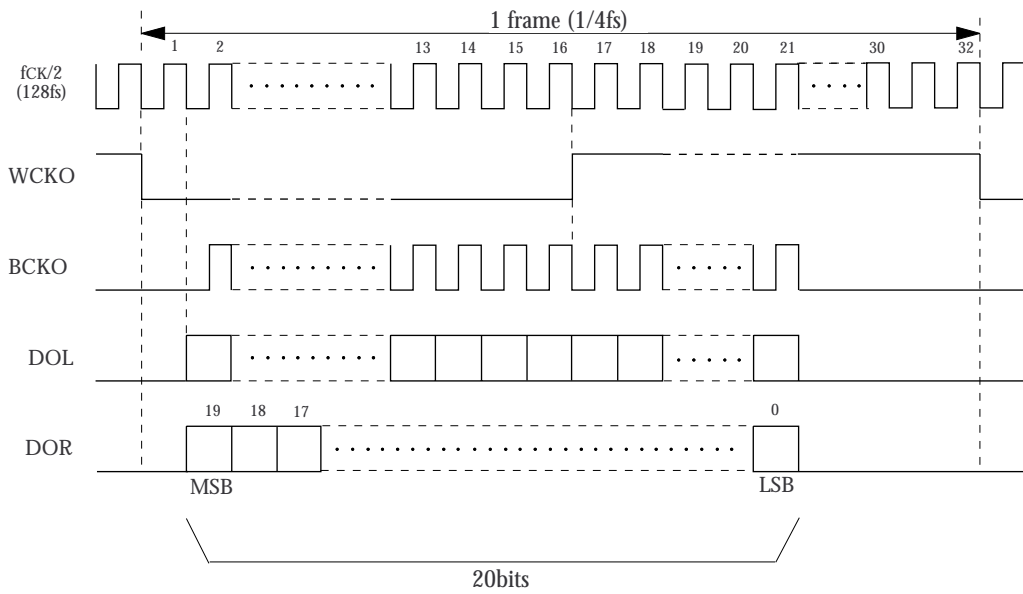 1 frame (1/4fs)
1 2 13 14 15 16 17 18 19 20 21 30 32
fCK/2
(128fs)
WCKO
BCKO
DOL
19 18 17 0
DOR
MSB LSB
20bits